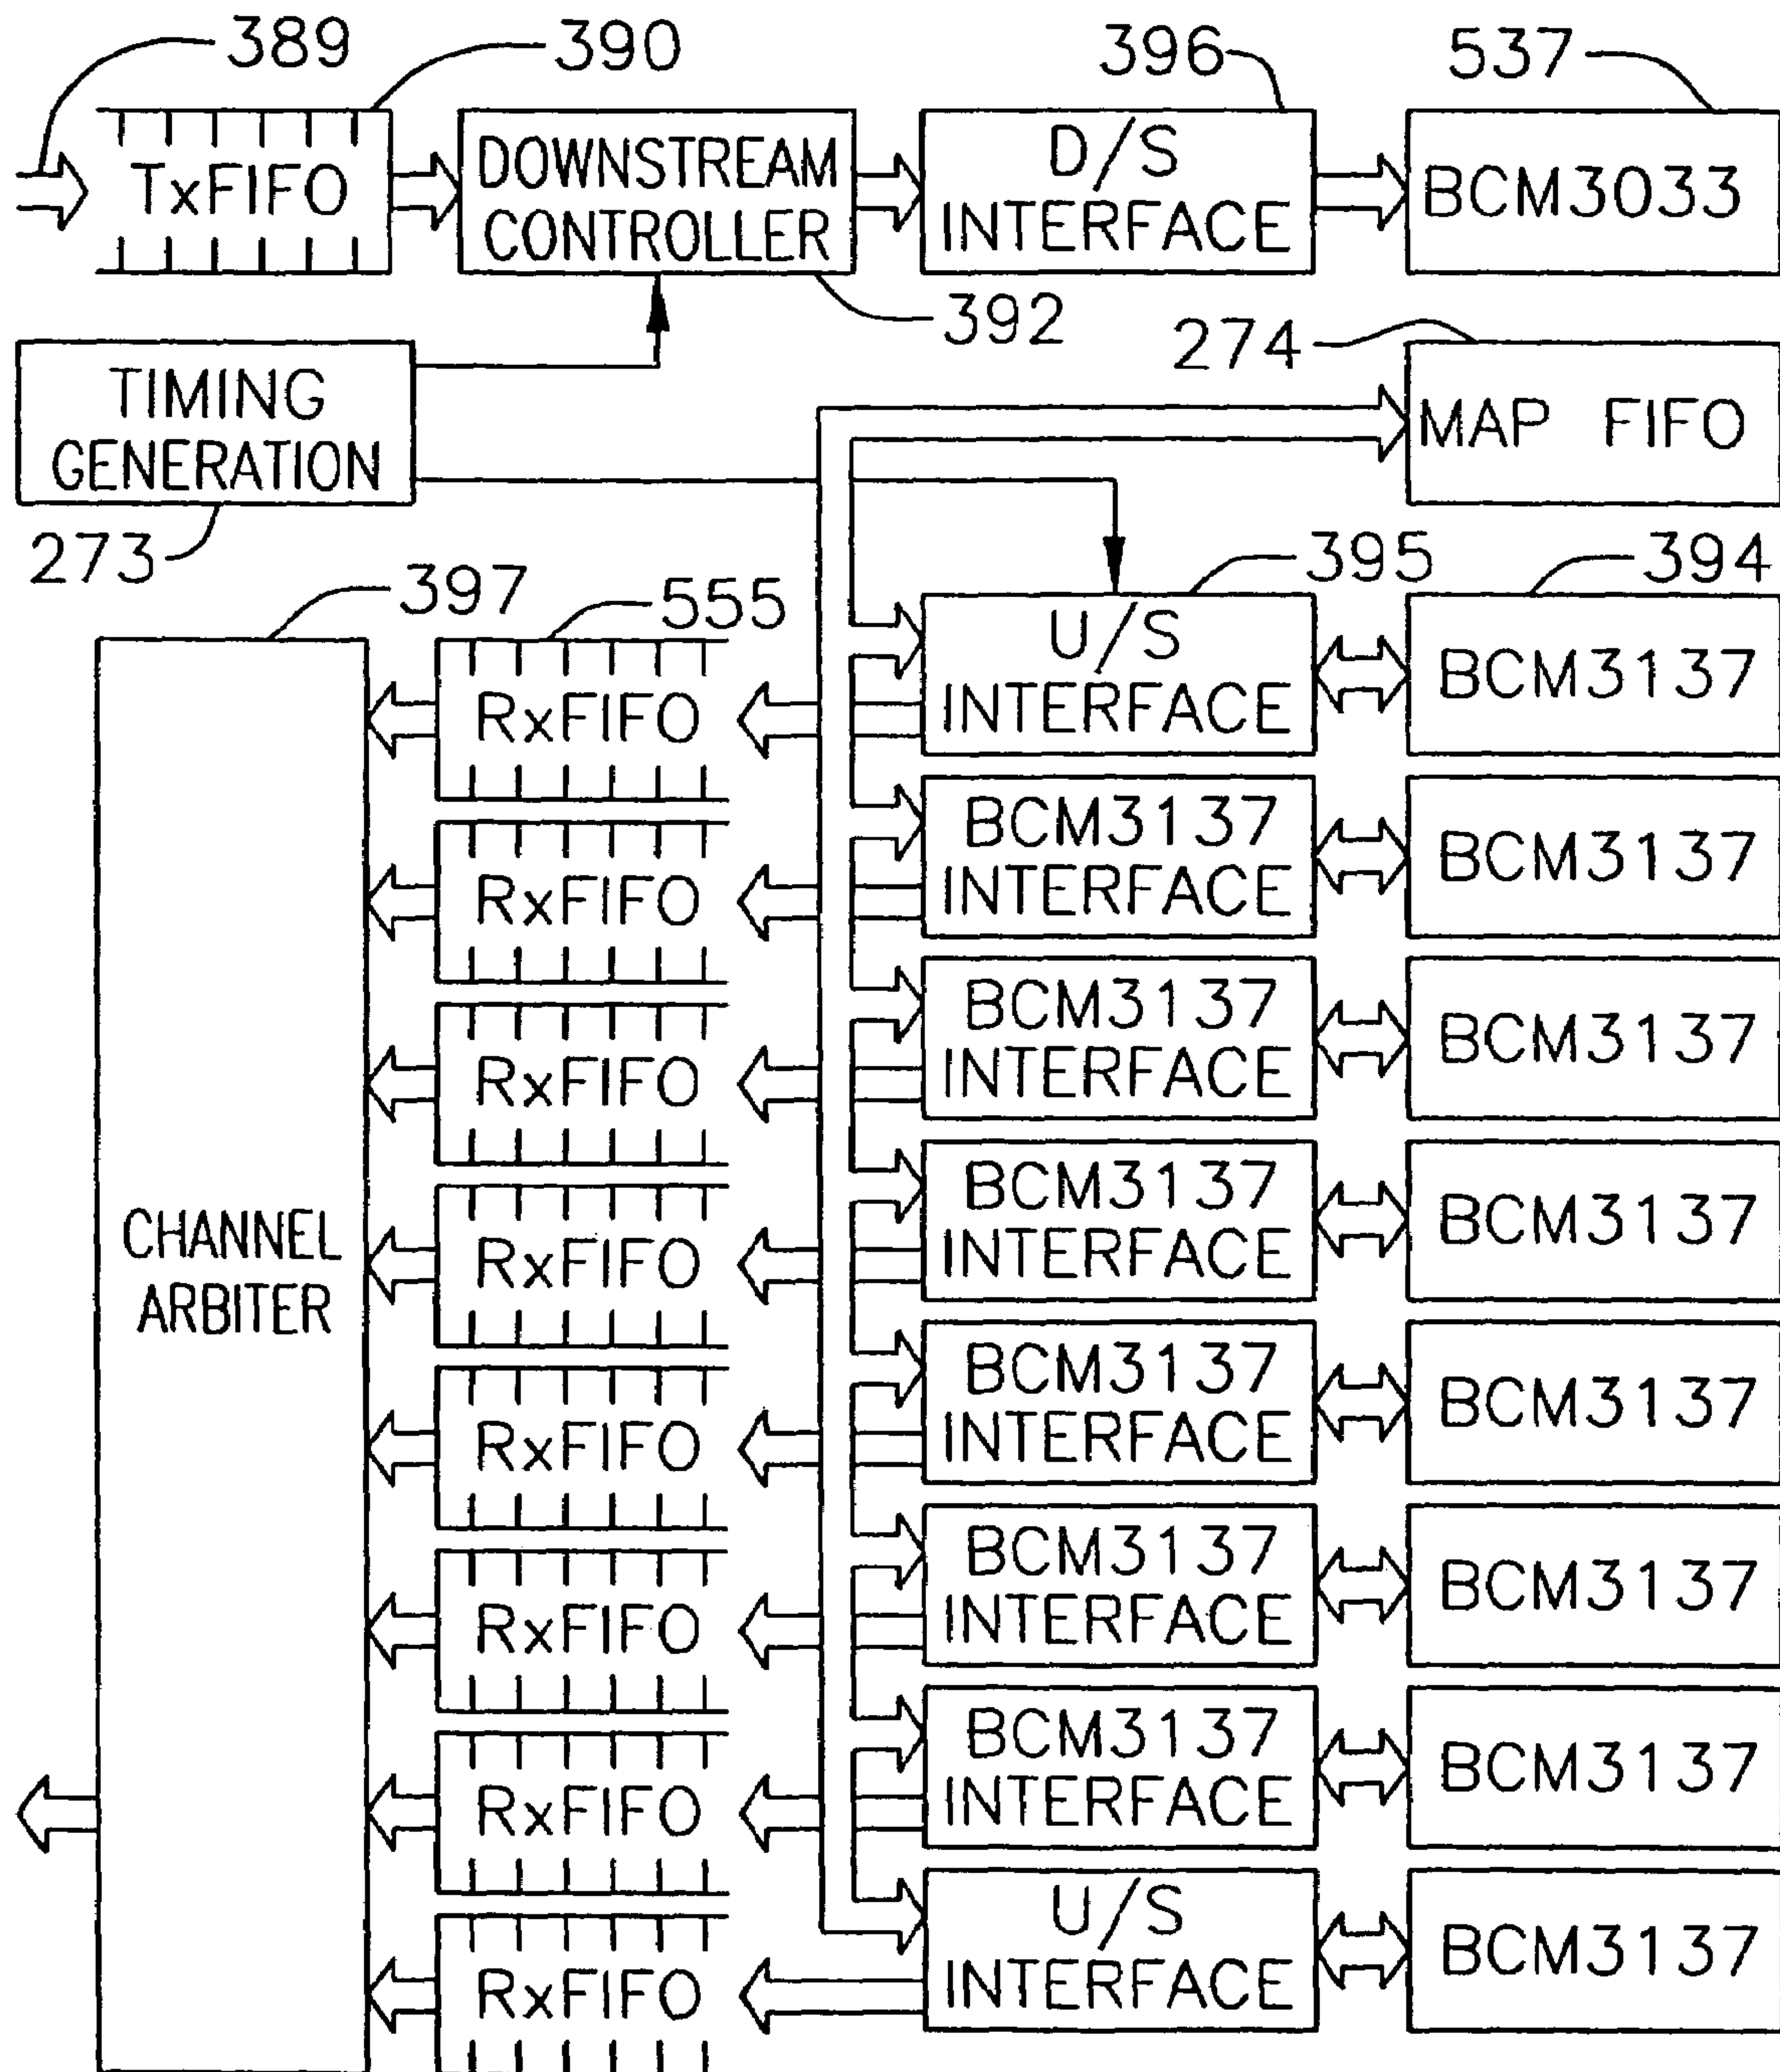 389
390
396
537
TxFIFO
DOWNSTREAM
CONTROLLER
D/S
INTERFACE
BCM3033
392
274
TIMING
GENERATION
MAP FIFO
273
397
555
395
394
CHANNEL
ARBITER
RxFIFO
U/S
INTERFACE
BCM3137
RxFIFO
BCM3137
INTERFACE
BCM3137
RxFIFO
BCM3137
INTERFACE
BCM3137
RxFIFO
BCM3137
INTERFACE
BCM3137
RxFIFO
BCM3137
INTERFACE
BCM3137
RxFIFO
BCM3137
INTERFACE
BCM3137
RxFIFO
BCM3137
INTERFACE
BCM3137
RxFIFO
U/S
INTERFACE
BCM3137